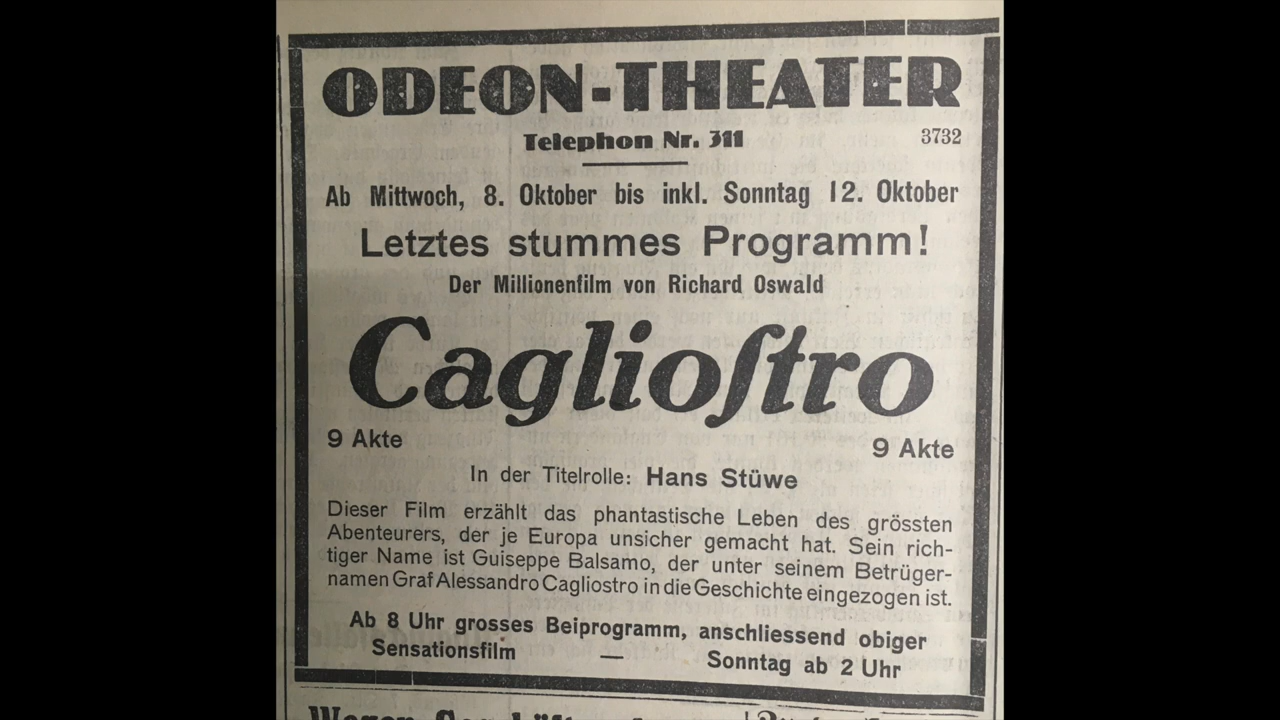 ODEON-THEATER
Telephon Nr. 311 3732
Ab Mittwoch, 8. Oktober bis inkl. Sonntag 12. Oktober
Letztes stummes Programm!
Der Millionenfilm von Richard Oswald
Caglioſtro
9 Akte 9 Akte
In der Titelrolle: Hans Stüwe
Dieser Film erzählt das phantastische Leben des grössten
Abenteurers, der je Europa unsicher gemacht hat. Sein rich-
tiger Name ist Guiseppe Balsamo, der unter seinem Betrüger-
namen Graf Alessandro Cagliostro in die Geschichte eingezogen ist.
Ab 8 Uhr grosses Beiprogramm, anschliessend obiger
Sensationsfilm — Sonntag ab 2 Uhr